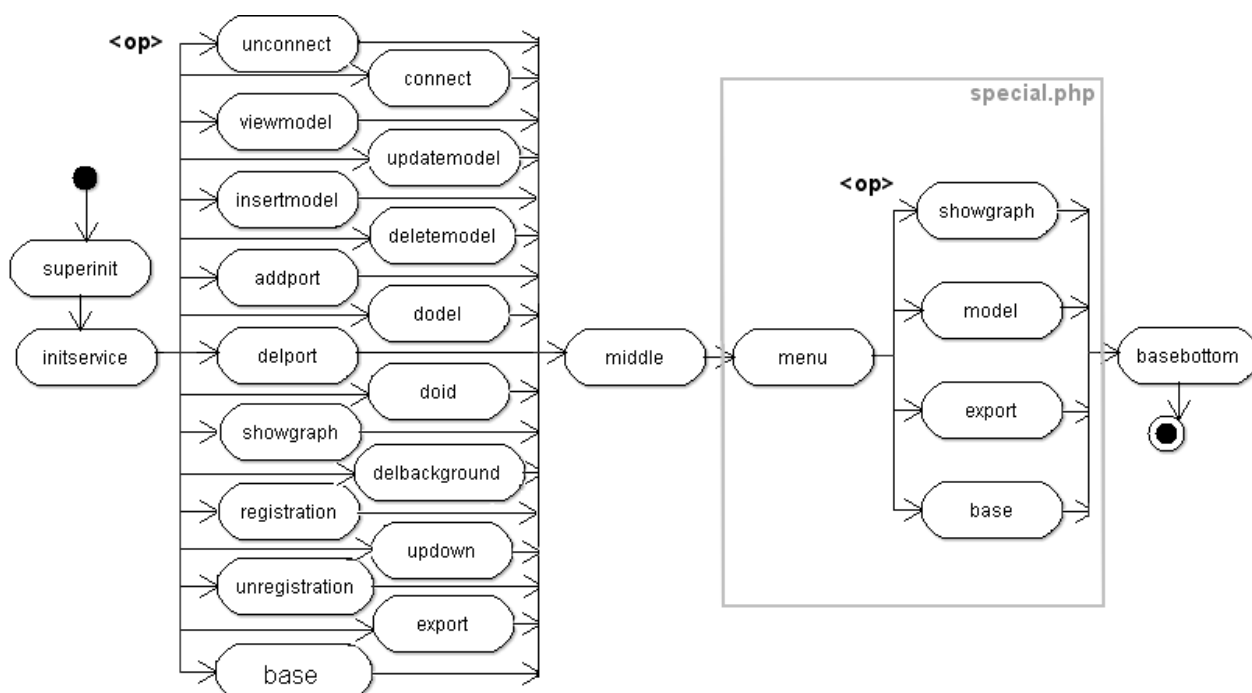 <op>
unconnect
connect
special.php
viewmodel
updatemodel
<op>
insertmodel
showgraph
deletemodel
superinit
addport
dodel
model
initservice
delport
middle
menu
basebottom
doid
export
showgraph
delbackground
registration
base
updown
unregistration
export
base